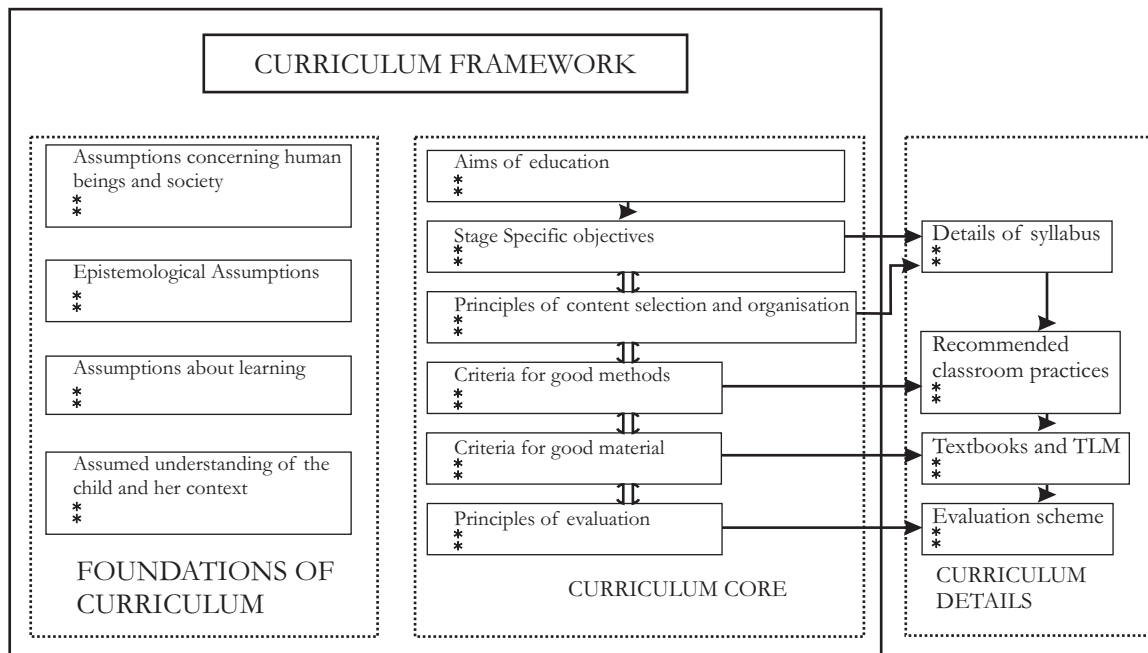 CURRICULUM FRAMEWORK
Assumptions concerning human
beings and society
*
*
Epistemological Assumptions
*
*
Assumptions about learning
*
*
Assumed understanding of the
child and her context
*
*
FOUNDATIONS OF
CURRICULUM
Aims of education
*
*
Stage Specific objectives
*
*
Principles of content selection and organisation
*
*
Criteria for good methods
*
*
Criteria for good material
*
*
Principles of evaluation
*
*
CURRICULUM CORE
Details of syllabus
*
*
Recommended
classroom practices
*
*
Textbooks and TLM
*
*
Evaluation scheme
*
*
CURRICULUM
DETAILS